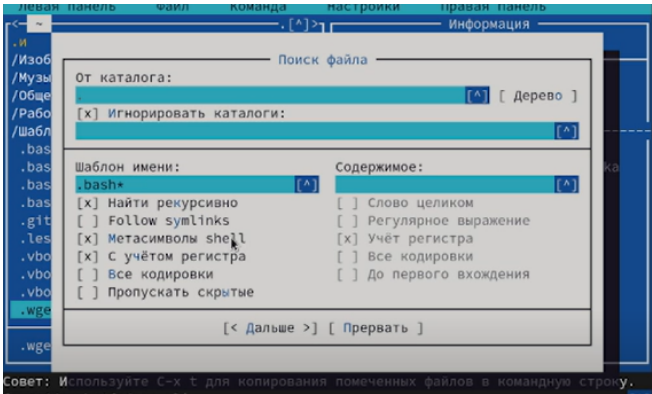 Левая панель Файл Команда Настройки Правая панель
<— ~ .[^]> Информация
.и
/Изоб
/Музы
/Обще
/Рабо
/Шабл
.bas
.bas
.bas
.bas
.git
.les
.vbo
.vbo
.wge
.wge
ka
Поиск файла
От каталога:
. [^] [ Дерево ]
[x] Игнорировать каталоги:
[^]
Шаблон имени: Содержимое:
.bash* [^] [^]
[x] Найти рекурсивно [ ] Слово целиком
[ ] Follow symlinks [ ] Регулярное выражение
[x] Метасимволы shell [x] Учёт регистра
[x] С учётом регистра [ ] Все кодировки
[ ] Все кодировки [ ] До первого вхождения
[ ] Пропускать скрытые
[< Дальше >] [ Прервать ]
Совет: Используйте C-x t для копирования помеченных файлов в командную строку.